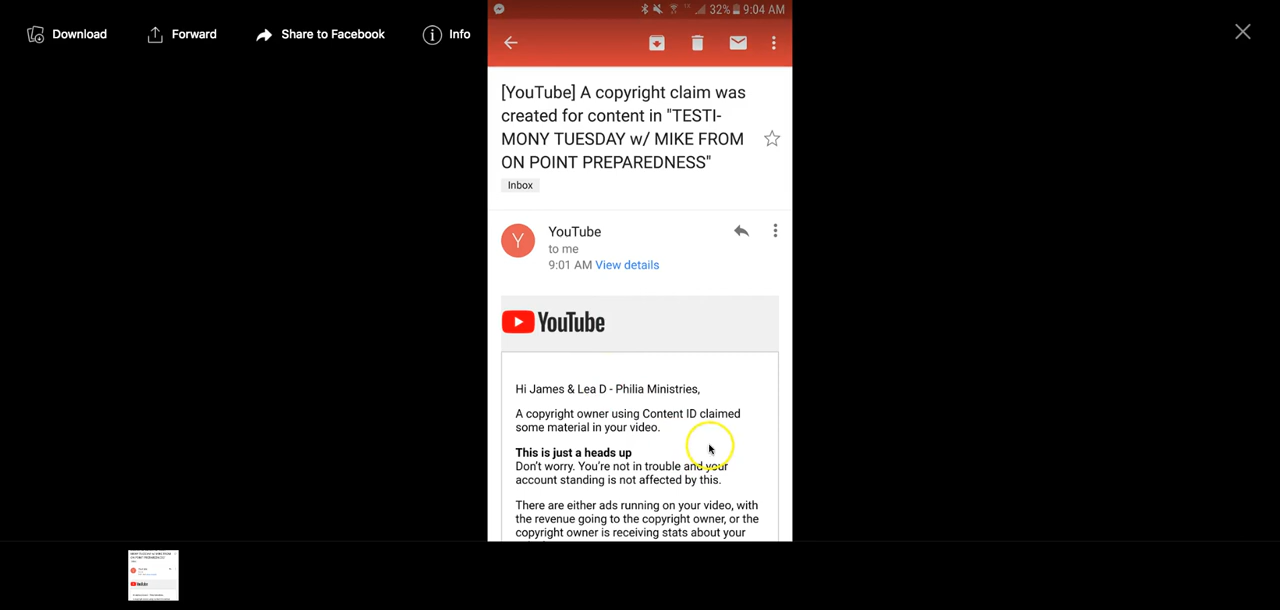 Download
Forward
Share to Facebook
Info
32% 9:04 AM
[YouTube] A copyright claim was
created for content in "TESTI-
MONY TUESDAY w/ MIKE FROM
ON POINT PREPAREDNESS"
Inbox
Y
YouTube
to me
9:01 AM View details
YouTube
Hi James & Lea D - Philia Ministries,
A copyright owner using Content ID claimed
some material in your video.
This is just a heads up
Don't worry. You're not in trouble and your
account standing is not affected by this.
There are either ads running on your video, with
the revenue going to the copyright owner, or the
copyright owner is receiving stats about your